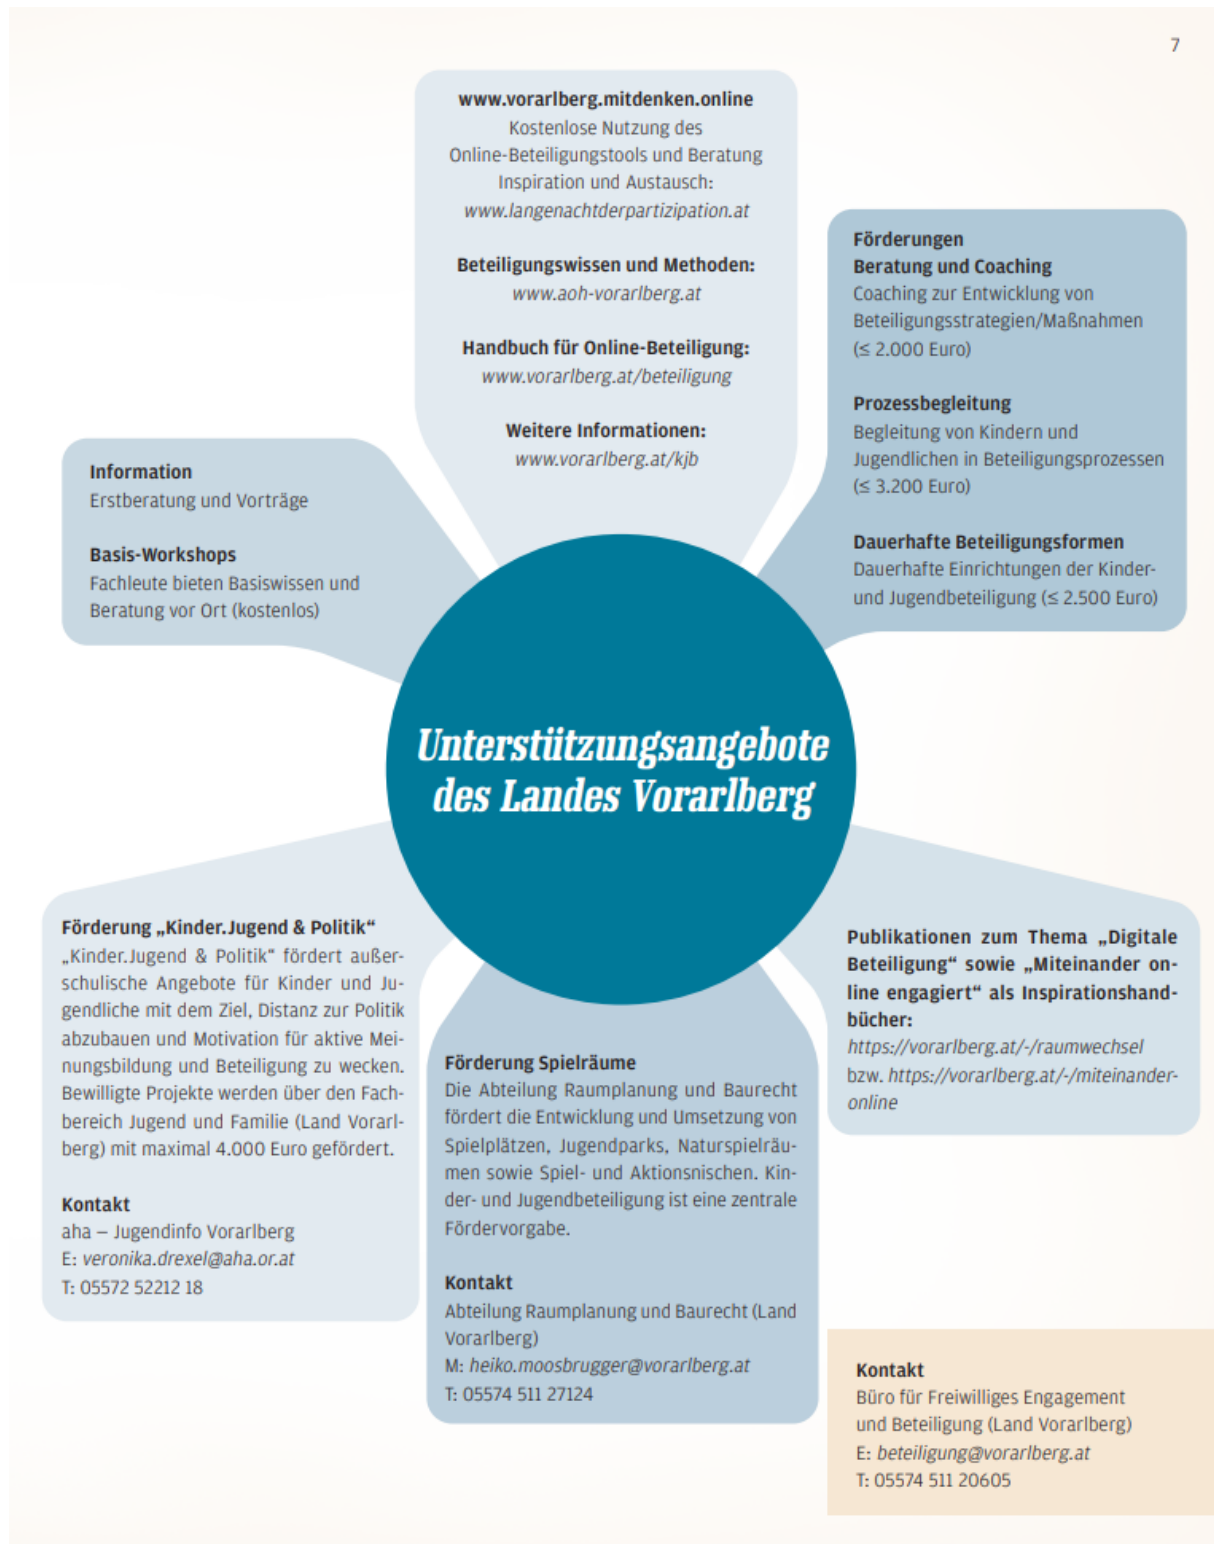 7
www.vorarlberg.mitdenken.online
Kostenlose Nutzung des
Online-Beteiligungstools und Beratung
Inspiration und Austausch:
www.langenachtderpartizipation.at
Beteiligungswissen und Methoden:
www.aoh-vorarlberg.at
Handbuch für Online-Beteiligung:
www.vorarlberg.at/beteiligung
Weitere Informationen:
www.vorarlberg.at/kjb
Förderungen
Beratung und Coaching
Coaching zur Entwicklung von
Beteiligungsstrategien/Maßnahmen
(≤ 2.000 Euro)
Prozessbegleitung
Begleitung von Kindern und
Jugendlichen in Beteiligungsprozessen
(≤ 3.200 Euro)
Dauerhafte Beteiligungsformen
Dauerhafte Einrichtungen der Kinder-
und Jugendbeteiligung (≤ 2.500 Euro)
Information
Erstberatung und Vorträge
Basis-Workshops
Fachleute bieten Basiswissen und
Beratung vor Ort (kostenlos)
Unterstützungsangebote
des Landes Vorarlberg
Förderung „Kinder.Jugend & Politik“
„Kinder.Jugend & Politik“ fördert außer-
schulische Angebote für Kinder und Ju-
gendliche mit dem Ziel, Distanz zur Politik
abzubauen und Motivation für aktive Mei-
nungsbildung und Beteiligung zu wecken.
Bewilligte Projekte werden über den Fach-
bereich Jugend und Familie (Land Vorarl-
berg) mit maximal 4.000 Euro gefördert.
Kontakt
aha – Jugendinfo Vorarlberg
E: veronika.drexel@aha.or.at
T: 05572 52212 18
Förderung Spielräume
Die Abteilung Raumplanung und Baurecht
fördert die Entwicklung und Umsetzung von
Spielplätzen, Jugendparks, Naturspielräu-
men sowie Spiel- und Aktionsnischen. Kin-
der- und Jugendbeteiligung ist eine zentrale
Fördervorgabe.
Kontakt
Abteilung Raumplanung und Baurecht (Land
Vorarlberg)
M: heiko.moosbrugger@vorarlberg.at
T: 05574 511 27124
Publikationen zum Thema „Digitale
Beteiligung“ sowie „Miteinander on-
line engagiert“ als Inspirationshand-
bücher:
https://vorarlberg.at/-/raumwechsel
bzw. https://vorarlberg.at/-/miteinander-
online
Kontakt
Büro für Freiwilliges Engagement
und Beteiligung (Land Vorarlberg)
E: beteiligung@vorarlberg.at
T: 05574 511 20605